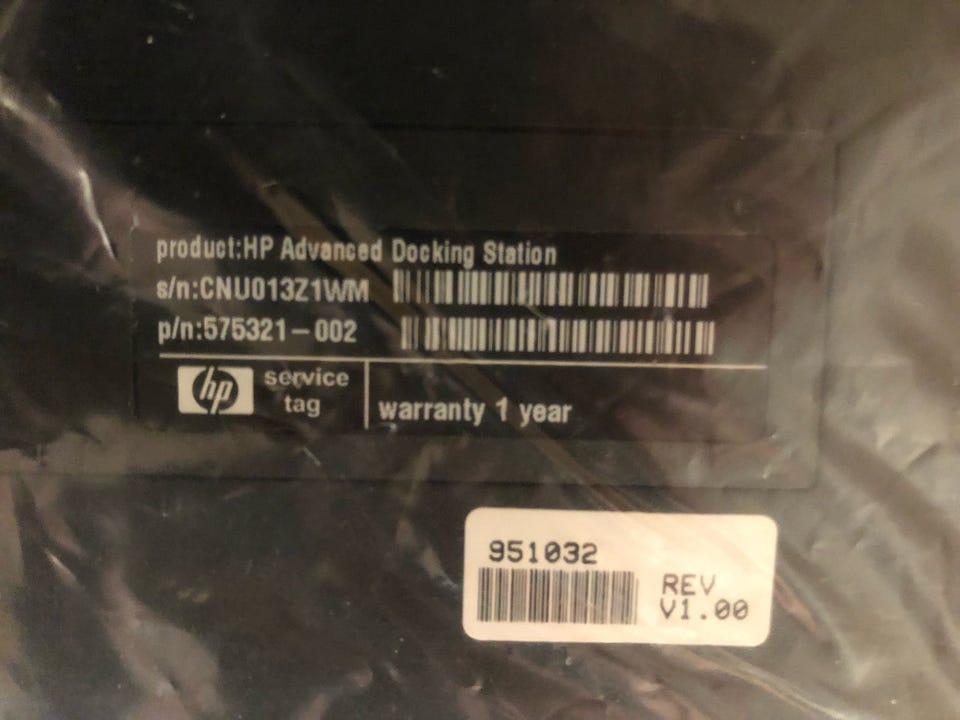 product:HP Advanced Docking Station
s/n:CNU013Z1WM
p/n:575321-002
hp service
tag
warranty 1 year
951032
REV
V1.00